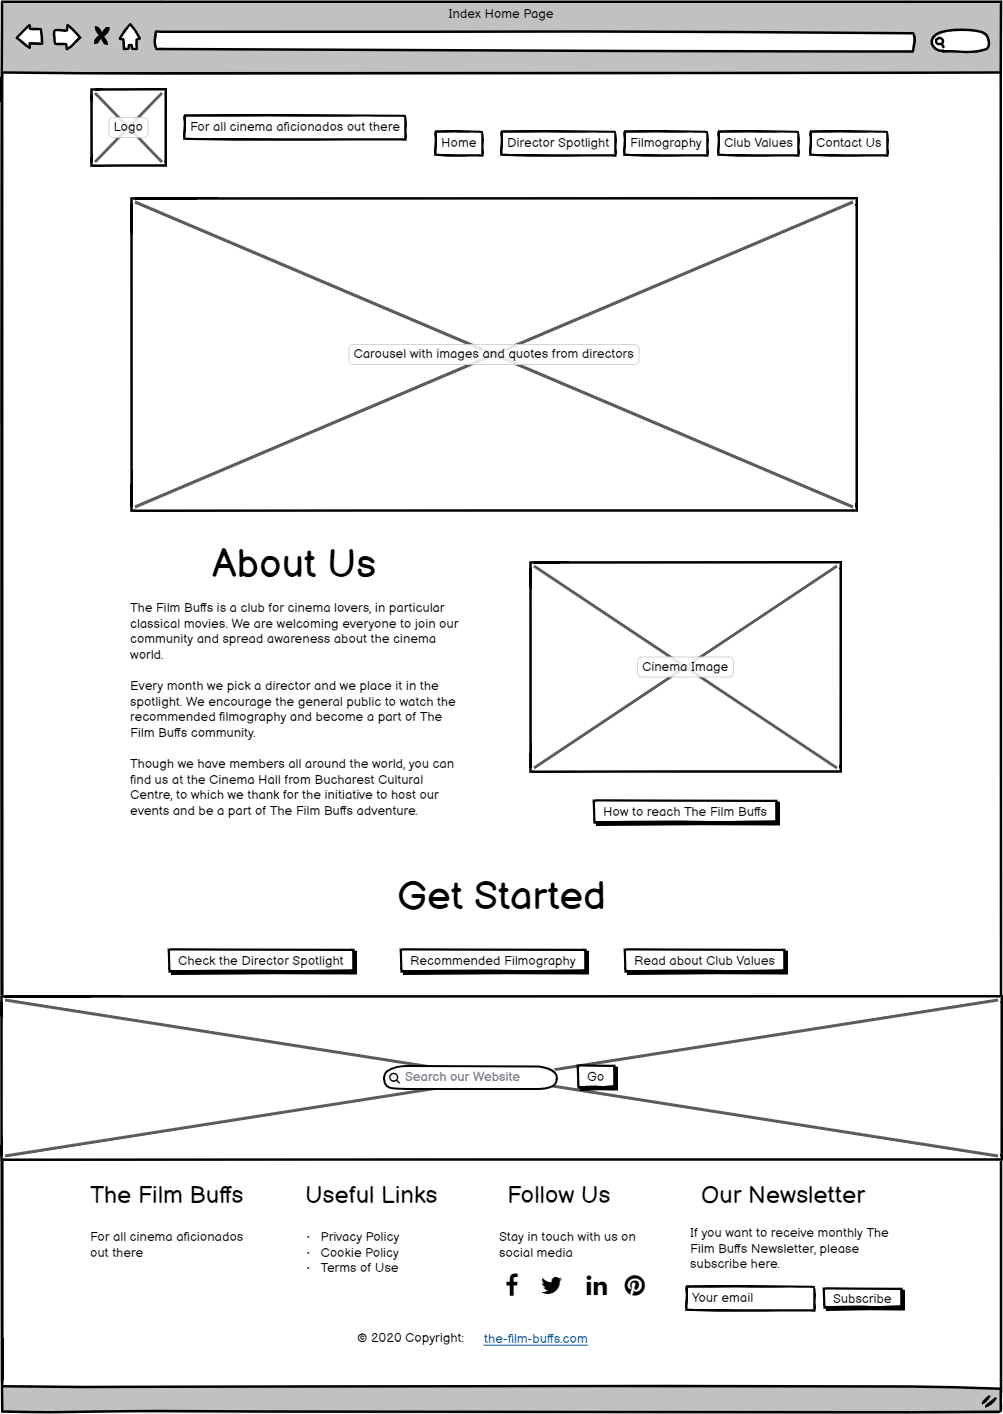 Index Home Page
Logo
For all cinema aficionados out there
Home
Director Spotlight
Filmography
Club Values
Contact Us
Carousel with images and quotes from directors
About Us
The Film Buffs is a club for cinema lovers, in particular
classical movies. We are welcoming everyone to join our
community and spread awareness about the cinema
world.
Every month we pick a director and we place it in the
spotlight. We encourage the general public to watch the
recommended filmography and become a part of The
Film Buffs community.
Though we have members all around the world, you can
find us at the Cinema Hall from Bucharest Cultural
Centre, to which we thank for the initiative to host our
events and be a part of The Film Buffs adventure.
Cinema Image
How to reach The Film Buffs
Get Started
Check the Director Spotlight
Recommended Filmography
Read about Club Values
Search our Website
Go
The Film Buffs
For all cinema aficionados
out there
Useful Links
• Privacy Policy
• Cookie Policy
• Terms of Use
Follow Us
Stay in touch with us on
social media
Our Newsletter
If you want to receive monthly The
Film Buffs Newsletter, please
subscribe here.
Your email
Subscribe
© 2020 Copyright: the-film-buffs.com